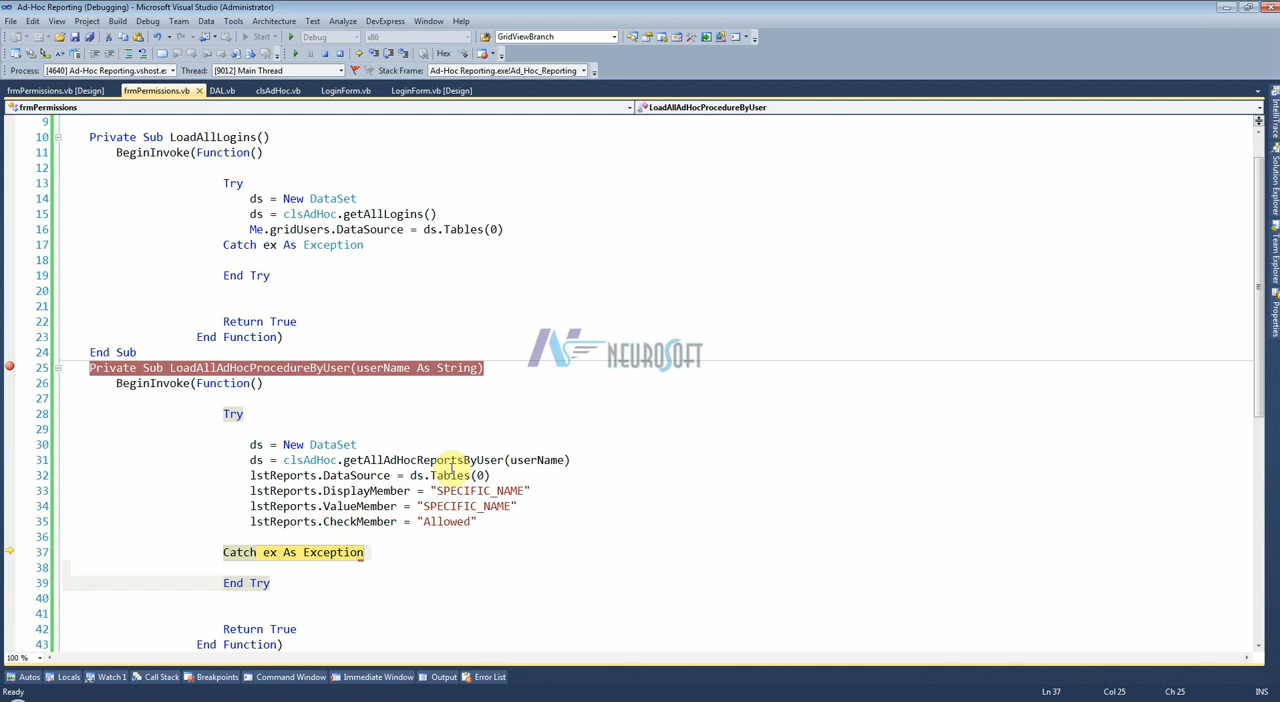 Ad-Hoc Reporting (Debugging) - Microsoft Visual Studio (Administrator)
File Edit View Project Build Debug Team Data Tools Architecture Test Analyze DevExpress Window Help
Start Debug x86 GridViewBranch
Hex
Process: [4640] Ad-Hoc Reporting.vshost.e Thread: [9012] Main Thread Stack Frame: Ad-Hoc Reporting.exe!Ad_Hoc_Reporting
frmPermissions.vb [Design] frmPermissions.vb DAL.vb clsAdHoc.vb LoginForm.vb LoginForm.vb [Design]
frmPermissions LoadAllAdHocProcedureByUser
9
10 Private Sub LoadAllLogins()
11 BeginInvoke(Function()
12
13 Try
14 ds = New DataSet
15 ds = clsAdHoc.getAllLogins()
16 Me.gridUsers.DataSource = ds.Tables(0)
17 Catch ex As Exception
18
19 End Try
20
21
22 Return True
23 End Function)
24 End Sub
25 Private Sub LoadAllAdHocProcedureByUser(userName As String)
26 BeginInvoke(Function()
27
28 Try
29
30 ds = New DataSet
31 ds = clsAdHoc.getAllAdHocReportsByUser(userName)
32 lstReports.DataSource = ds.Tables(0)
33 lstReports.DisplayMember = "SPECIFIC_NAME"
34 lstReports.ValueMember = "SPECIFIC_NAME"
35 lstReports.CheckMember = "Allowed"
36
37 Catch ex As Exception
38
39 End Try
40
41
42 Return True
43 End Function)
NEUROSOFT
IntelliTrace
Solution Explorer
Team Explorer
Properties
100 %
Autos Locals Watch 1 Call Stack Breakpoints Command Window Immediate Window Output Error List
Ready Ln 37 Col 25 Ch 25 INS